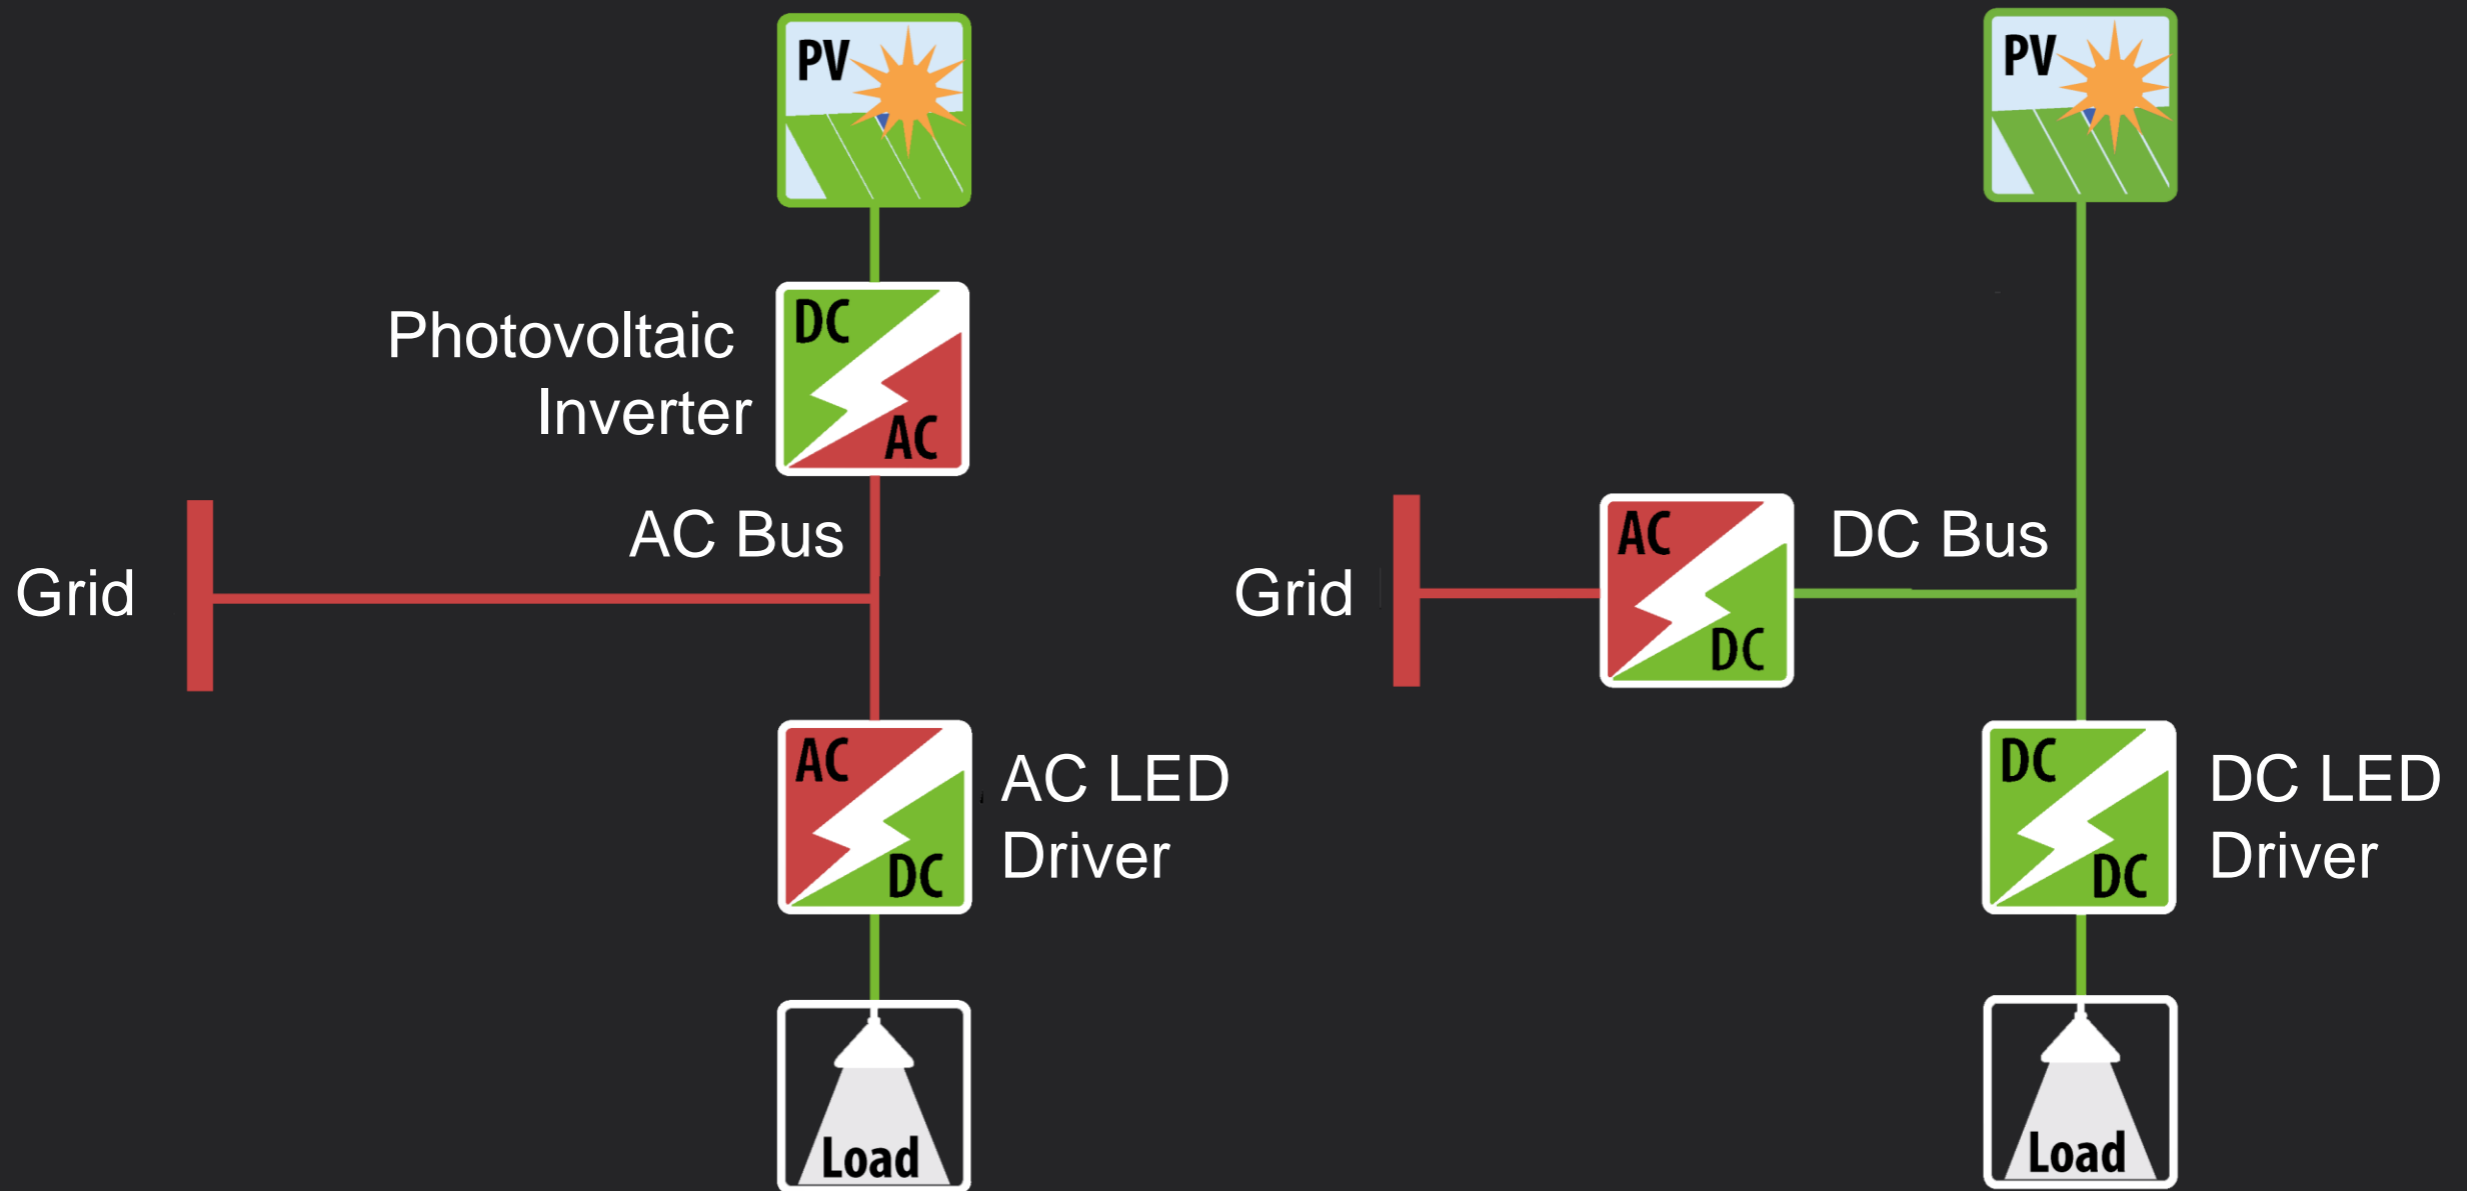 PV
DC
Photovoltaic
Inverter
AC
AC Bus
Grid
AC
AC LED
Driver
DC
Load
PV
AC
DC Bus
Grid
DC
DC
DC LED
Driver
DC
Load